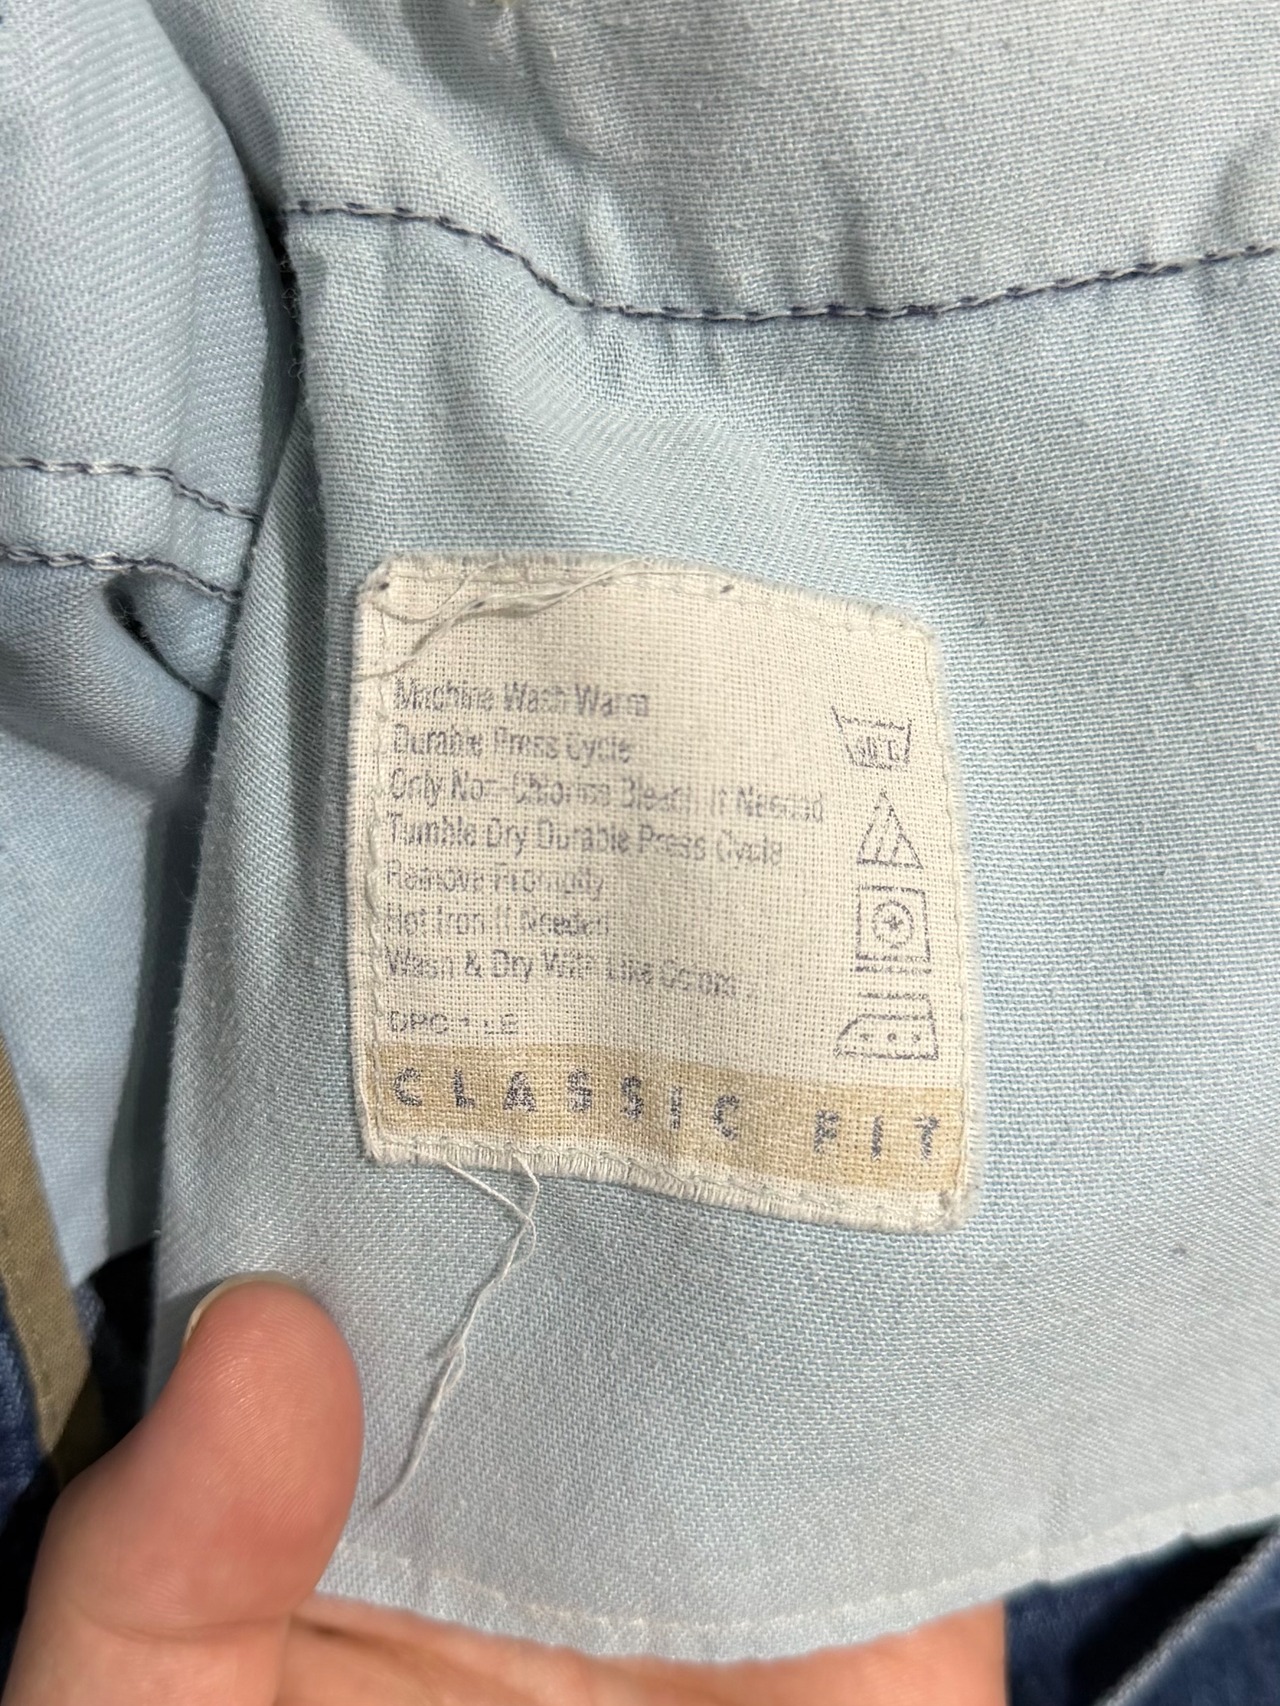 Machine Wash Warm
Durable Press Cycle
Only Non-Chlorine Bleach If Needed
Tumble Dry Durable Press Cycle
Remove Promptly
Hot Iron If Needed
Wash & Dry With Like Colors
CLASSIC FIT